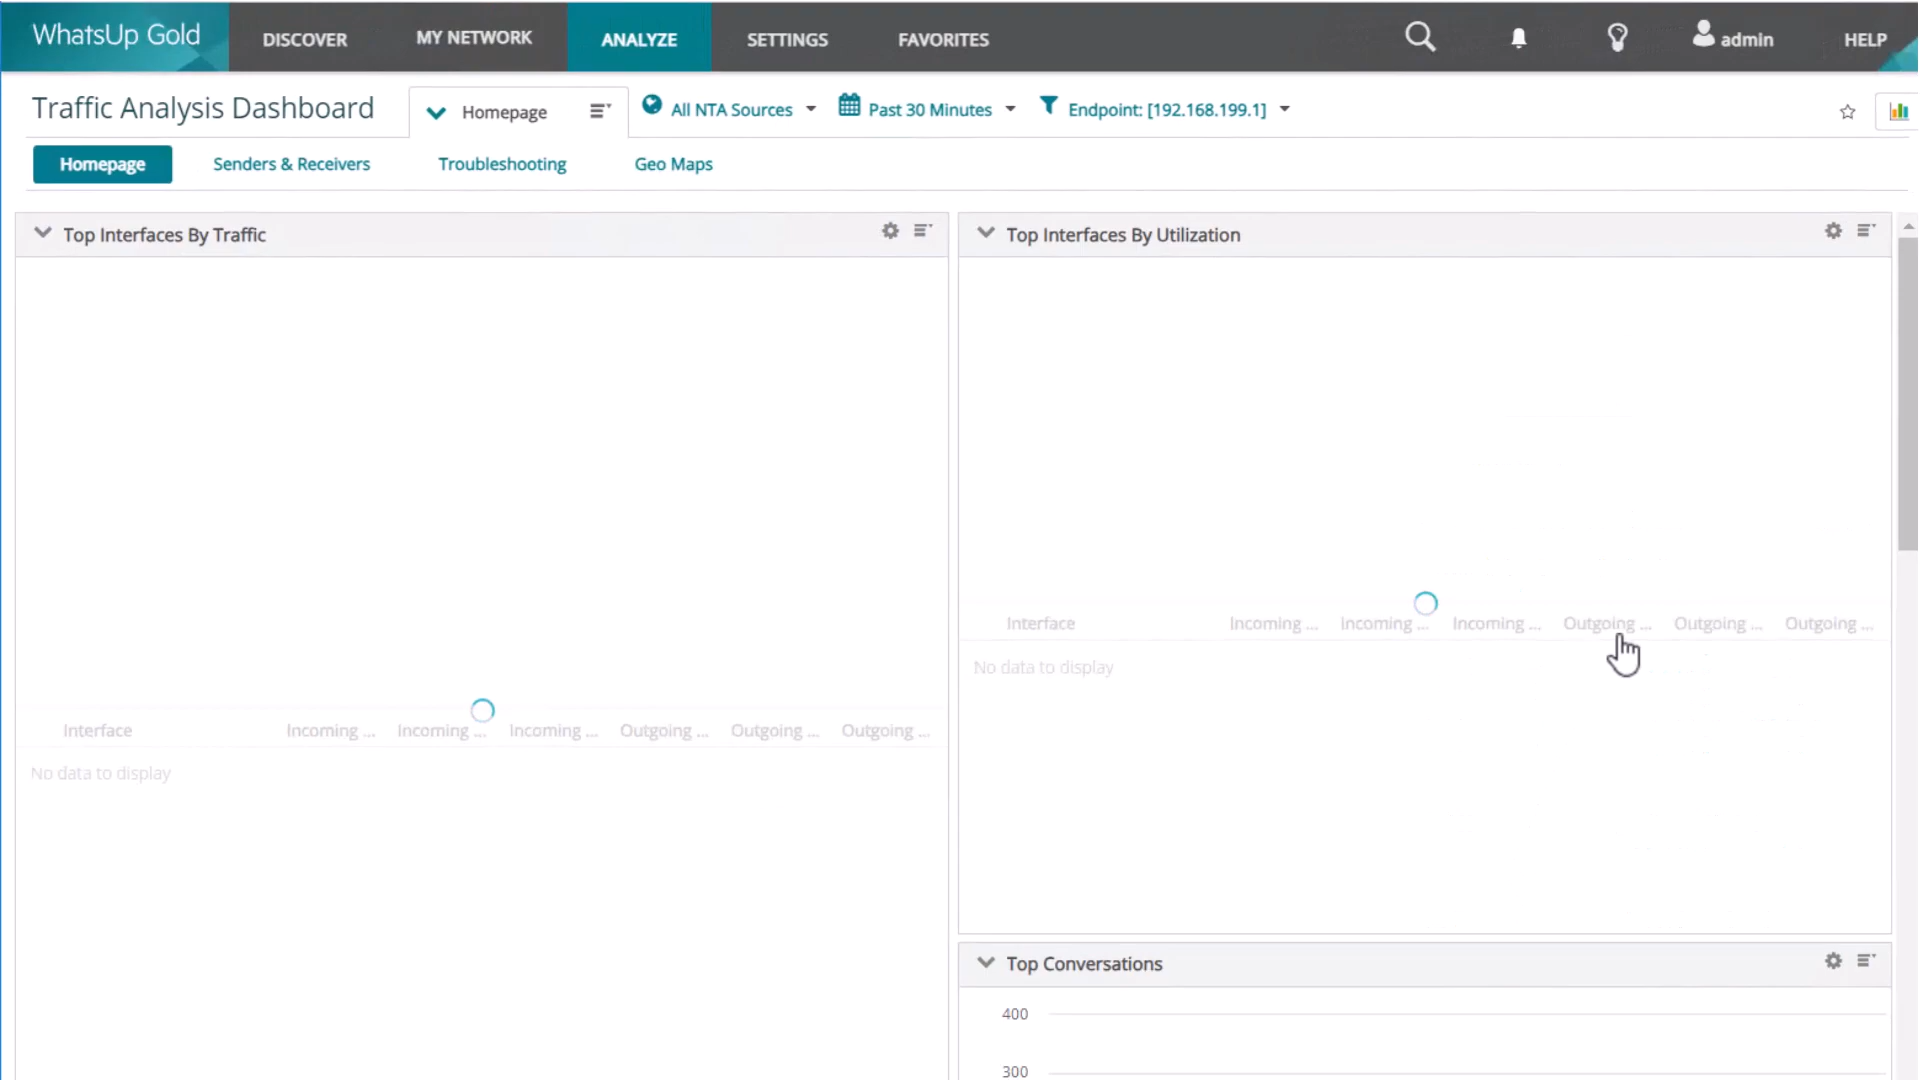 WhatsUp Gold
DISCOVER
MY NETWORK
ANALYZE
SETTINGS
FAVORITES
admin
HELP
Traffic Analysis Dashboard
Homepage
All NTA Sources
Past 30 Minutes
Endpoint: [192.168.199.1]
Homepage
Senders & Receivers
Troubleshooting
Geo Maps
Top Interfaces By Traffic
Interface
Incoming ...
Incoming ...
Incoming ...
Outgoing ...
Outgoing ...
Outgoing ...
No data to display
Top Interfaces By Utilization
Interface
Incoming ...
Incoming ...
Incoming ...
Outgoing ...
Outgoing ...
Outgoing ...
No data to display
Top Conversations
400
300